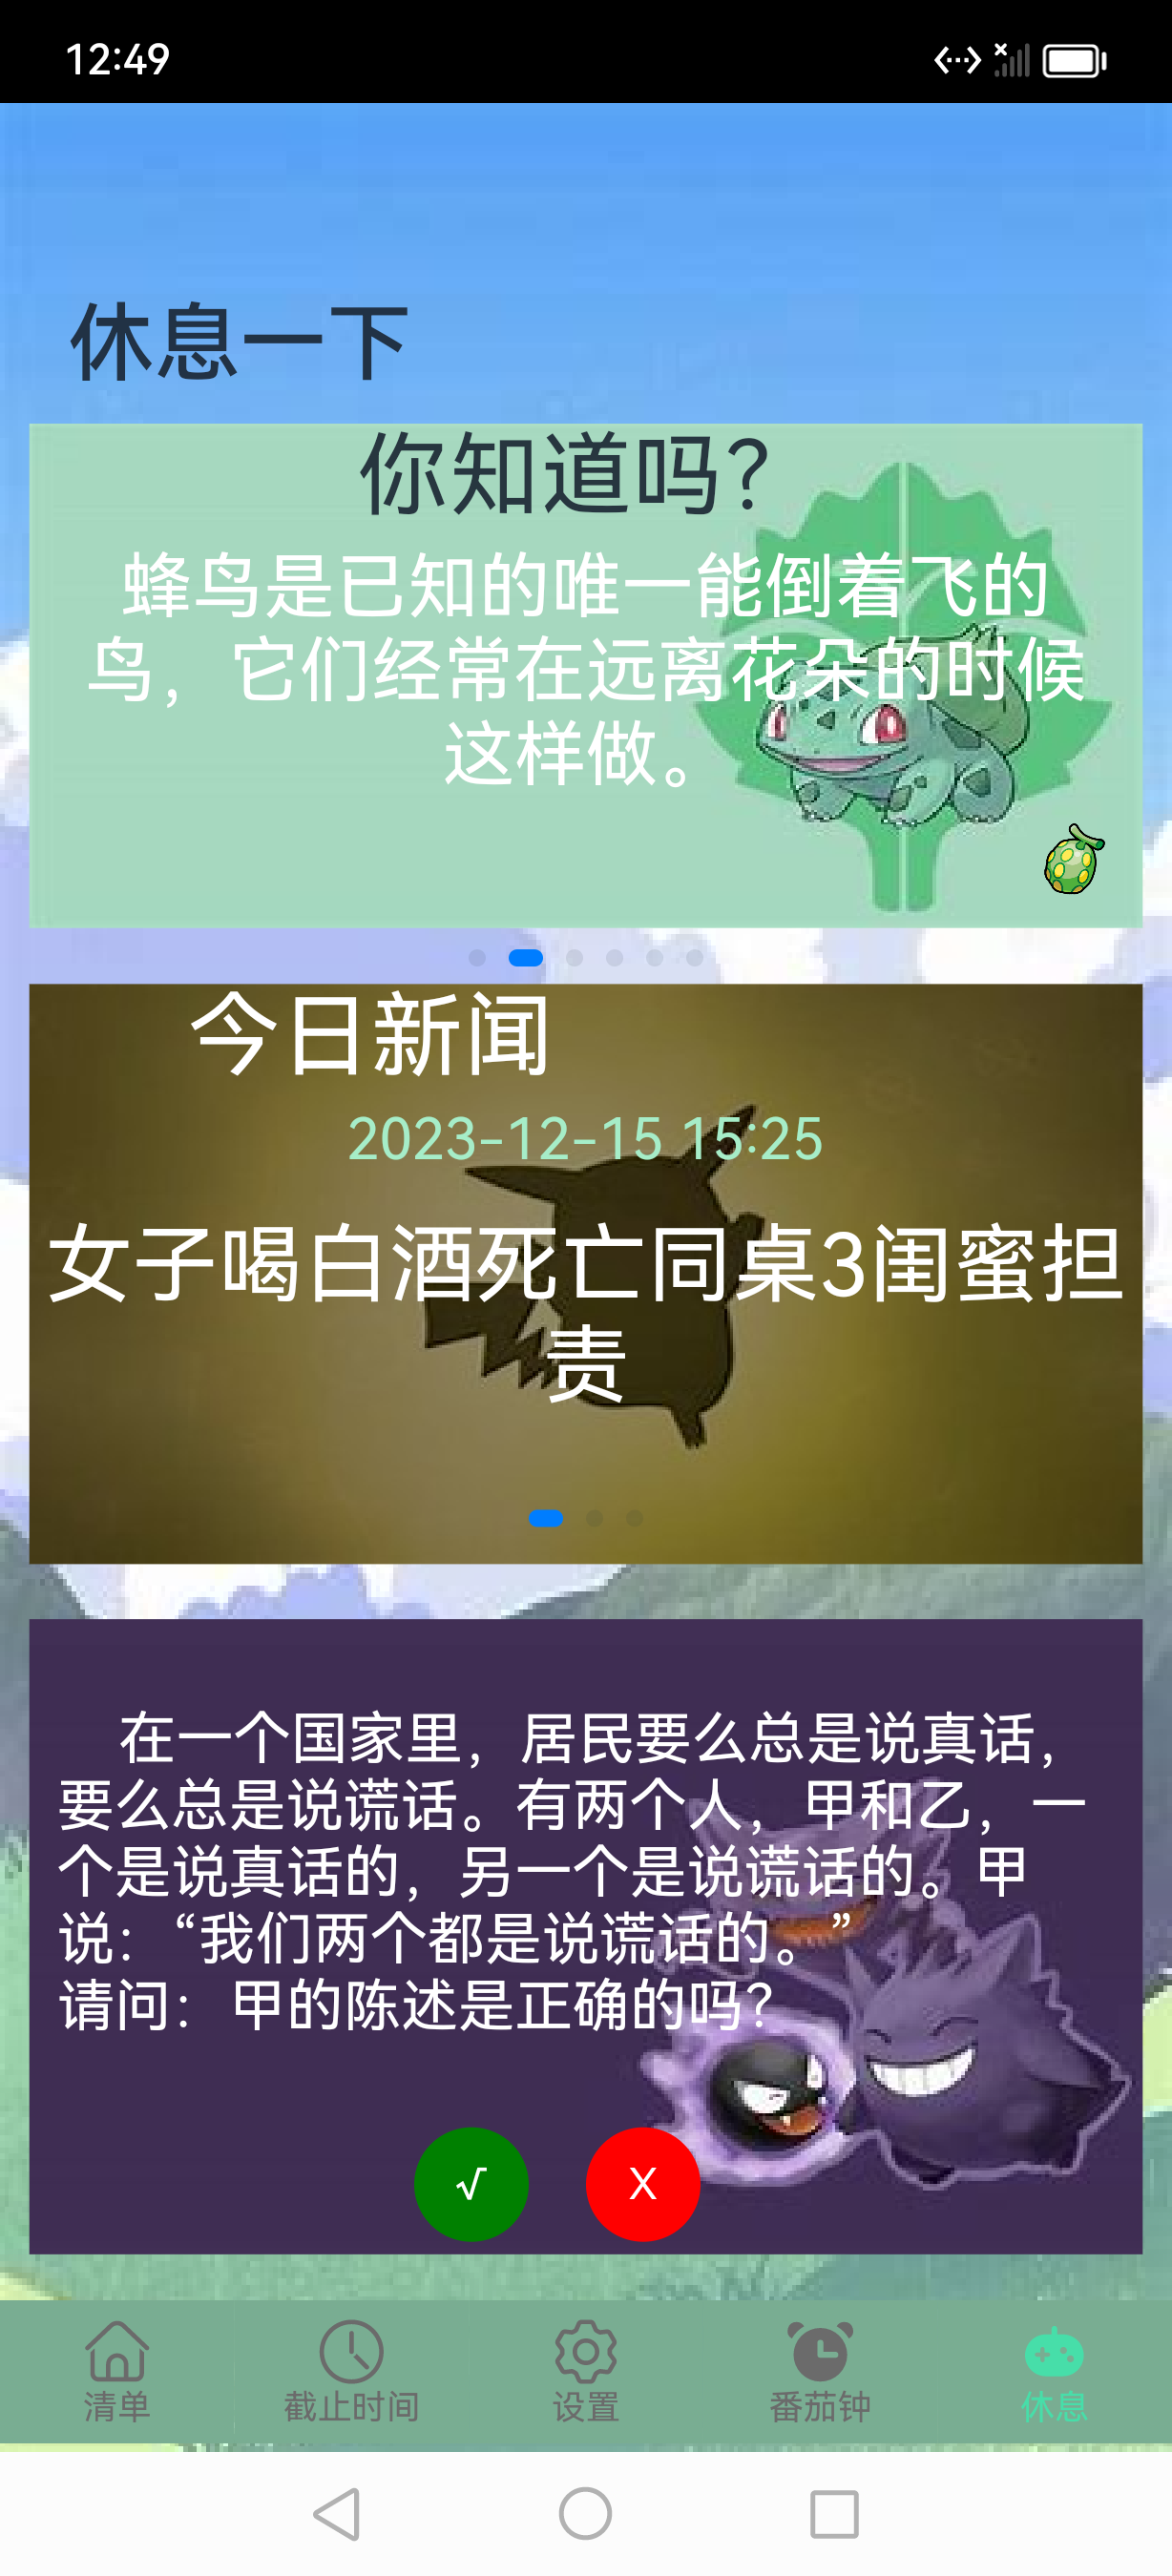 12:49
休息一下
你知道吗？
蜂鸟是已知的唯一能倒着飞的
鸟，它们经常在远离花朵的时候
这样做。
今日新闻
2023-12-15 15:25
女子喝白酒死亡同桌3闺蜜担
责
在一个国家里，居民要么总是说真话，
要么总是说谎话。有两个人，甲和乙，一
个是说真话的，另一个是说谎话的。甲
说：“我们两个都是说谎话的。”
请问：甲的陈述是正确的吗？
√ X
清单 截止时间 设置 番茄钟 休息